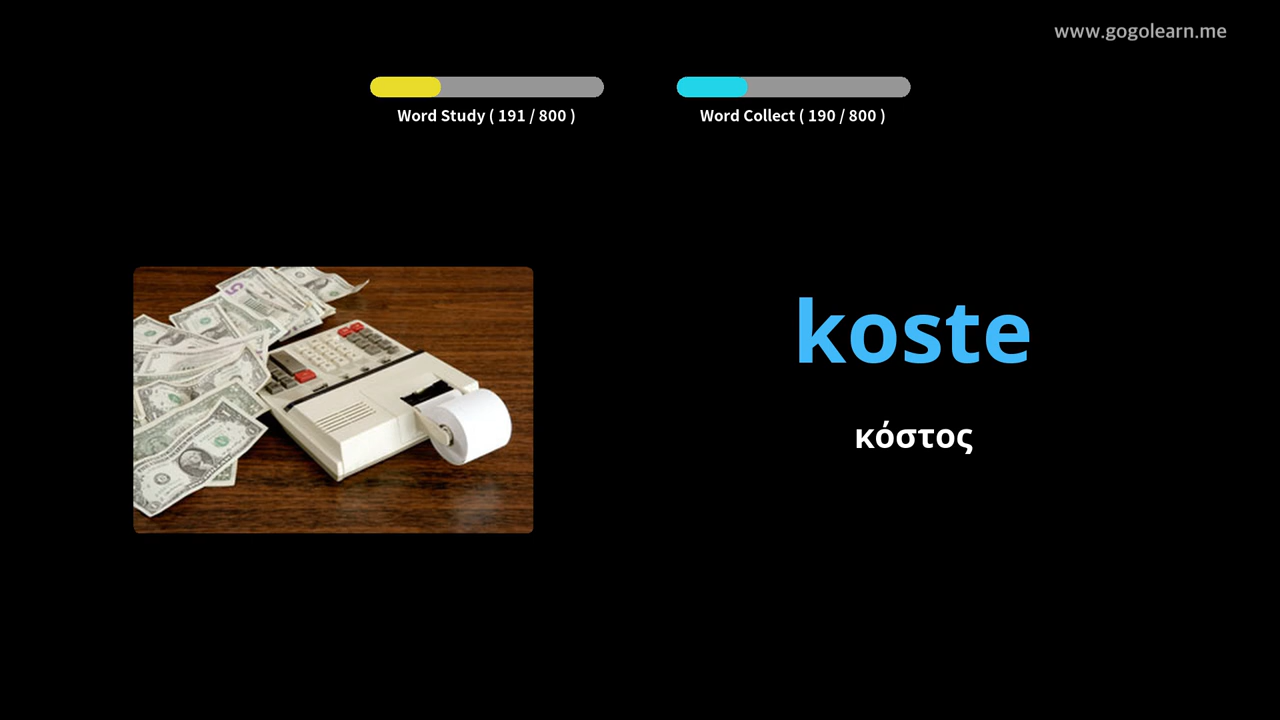 www.gogolearn.me
Word Study ( 191 / 800 )
Word Collect ( 190 / 800 )
koste
κόστος